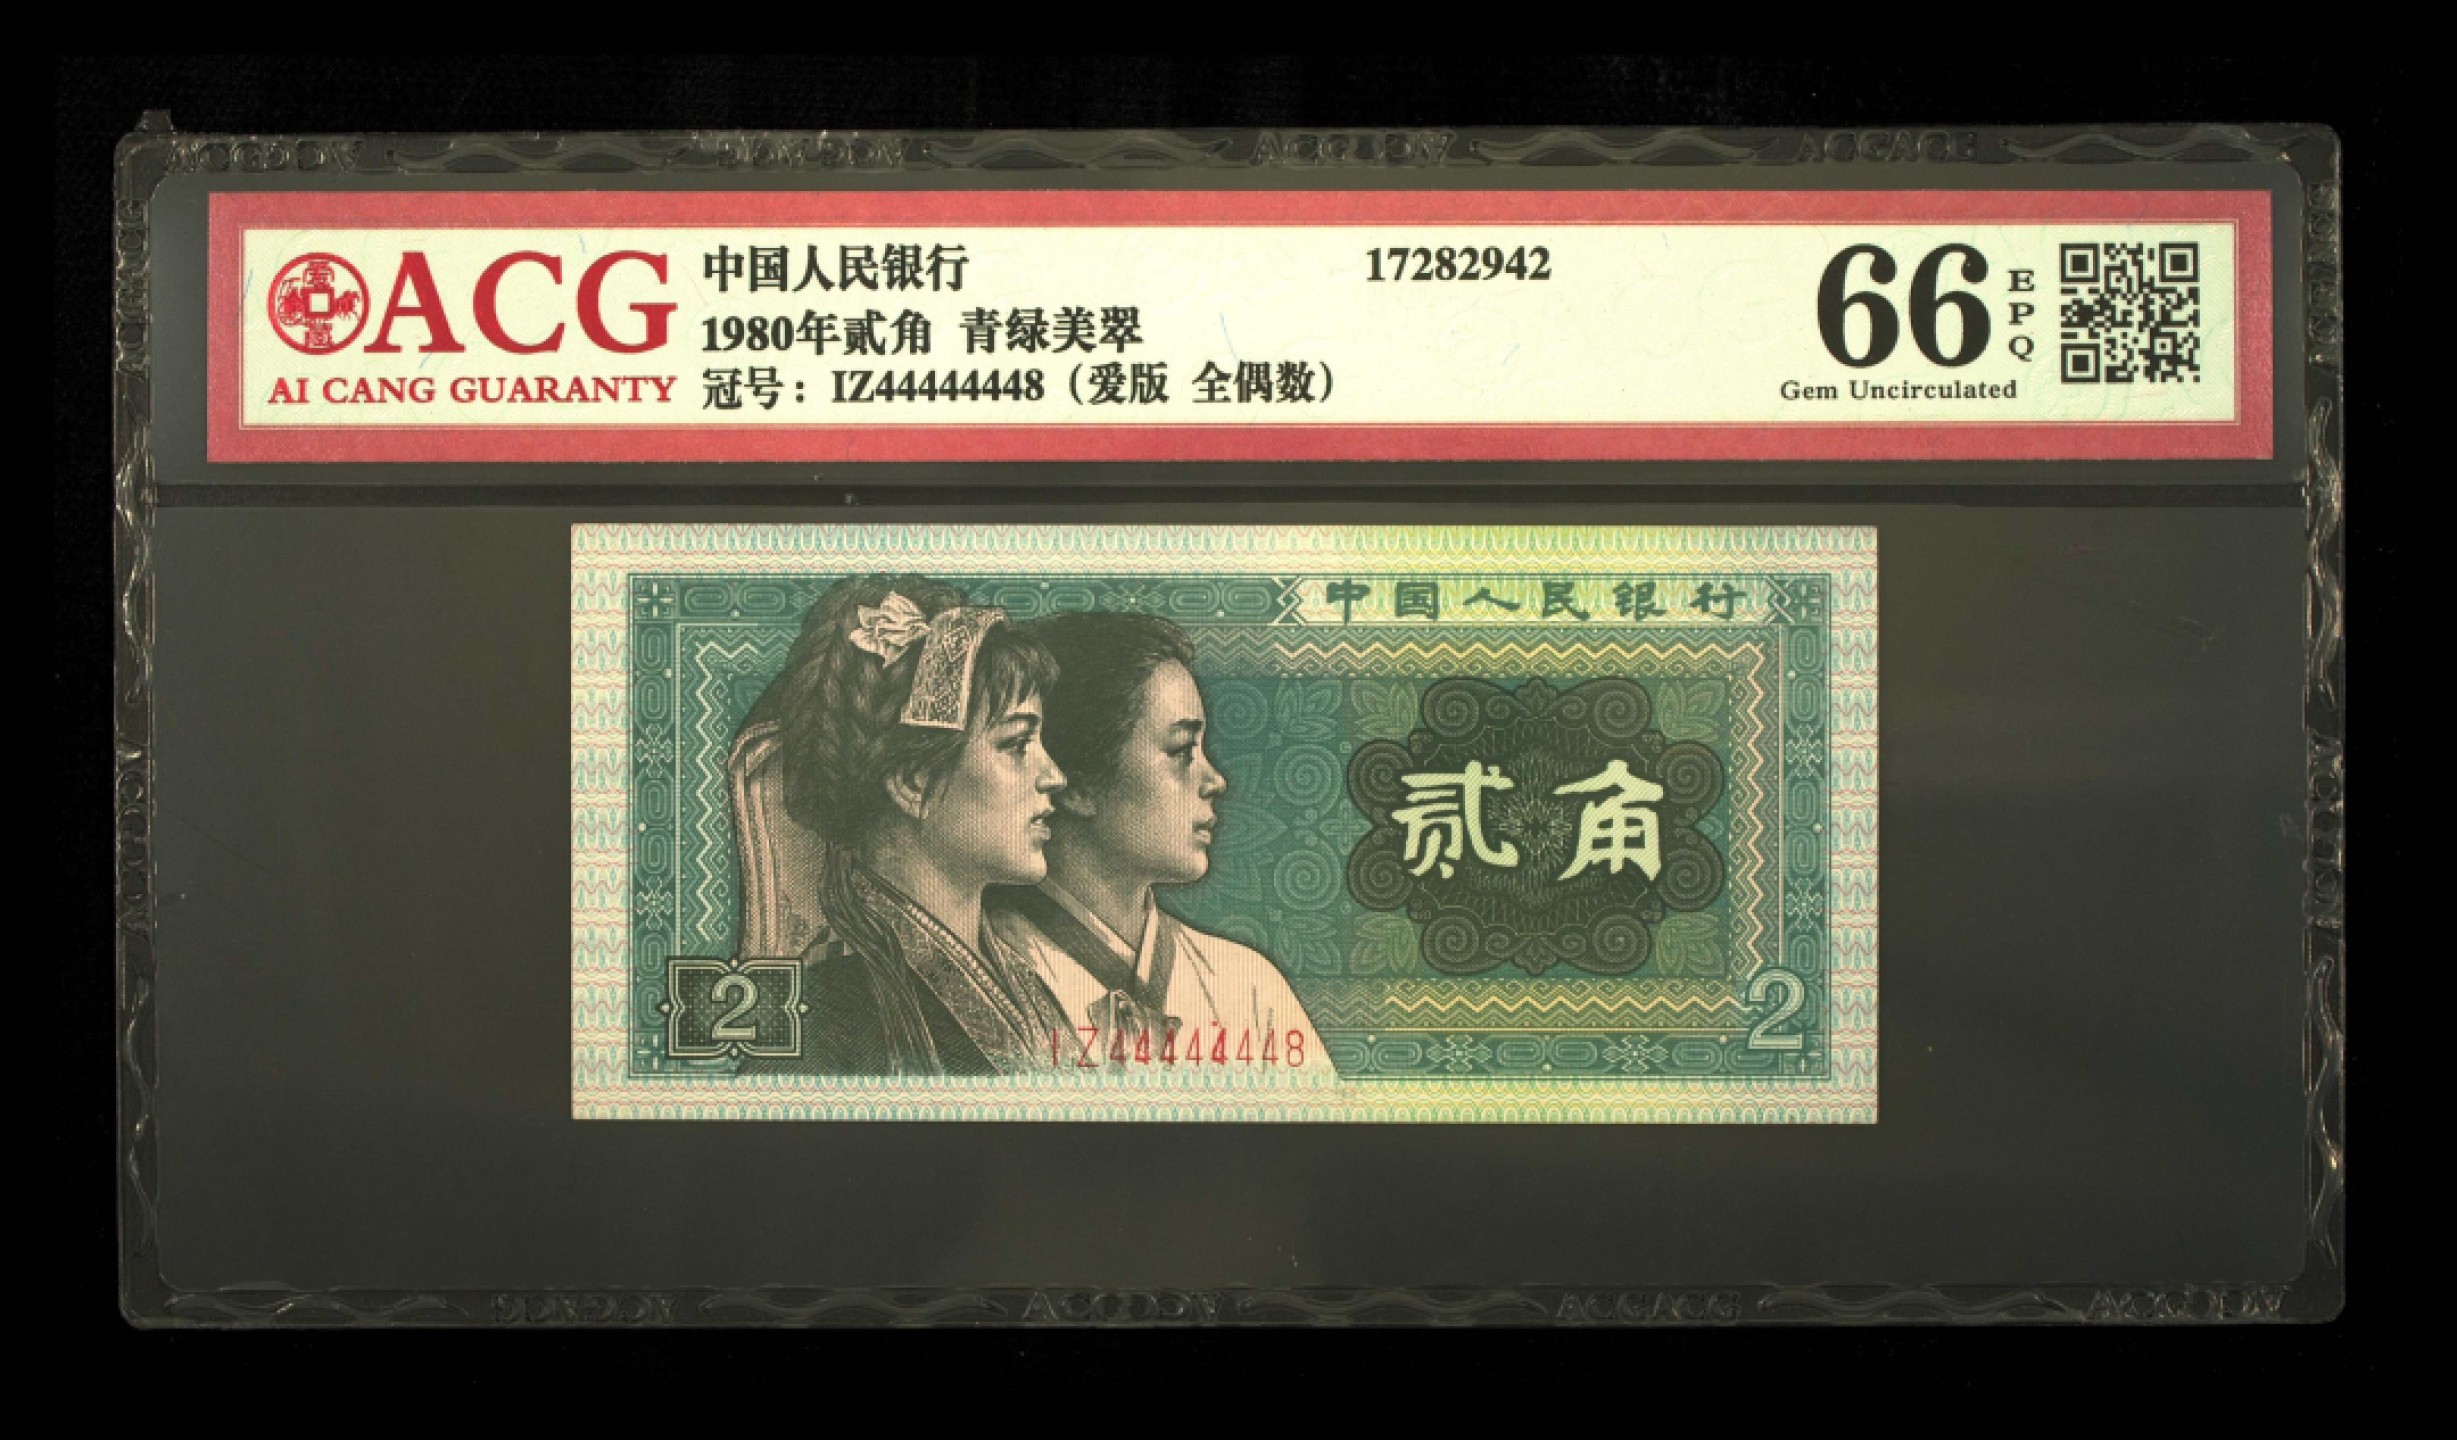 ACG
AI CANG GUARANTY
中国人民银行
17282942
1980年贰角 青绿美翠
冠号：IZ44444448（爱版 全偶数）
66
EPQ
Gem Uncirculated
中国人民银行
贰角
2
IZ44444448
2